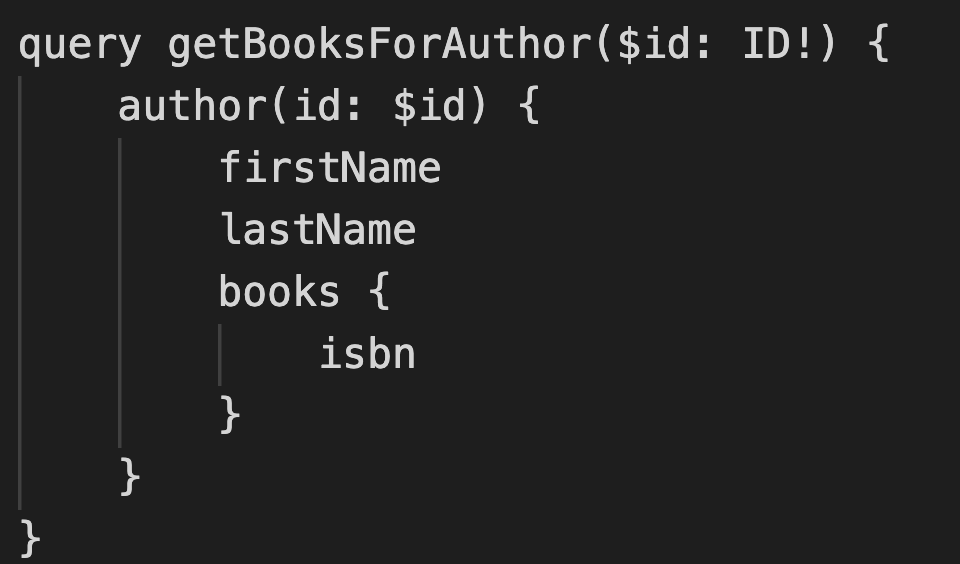 query getBooksForAuthor($id: ID!) {
    author(id: $id) {
        firstName
        lastName
        books {
            isbn
        }
    }
}